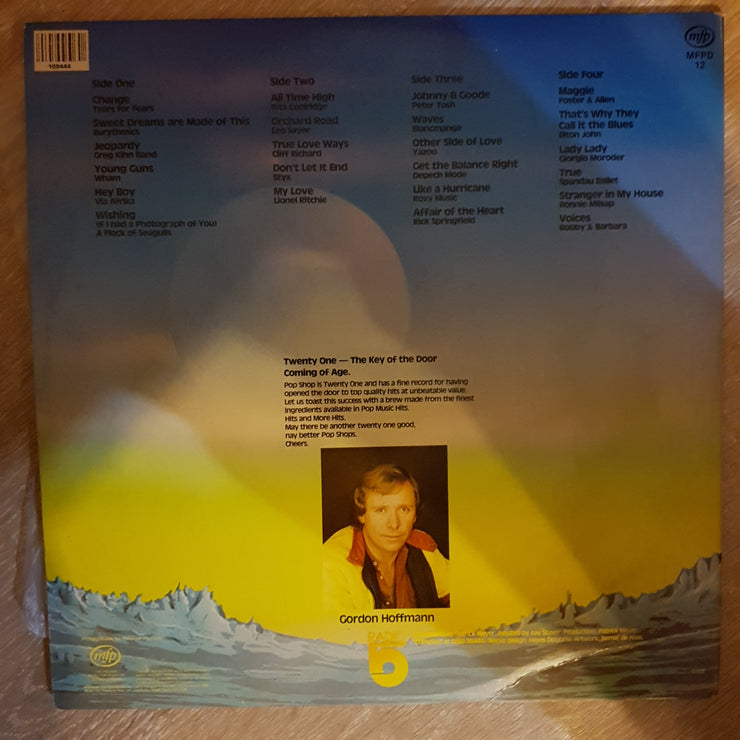 109444
mfp
MFPD
12
Side One
Change
Tears for Fears
Sweet Dreams are Made of This
Eurythmics
Jeopardy
Greg Kihn Band
Young Guns
Wham
Hey Boy
Via Afrika
Wishing
(If I had a Photograph of You)
A Flock of Seagulls
Side Two
All Time High
Rita Coolidge
Orchard Road
Leo Sayer
True Love Ways
Cliff Richard
Don't Let It End
Styx
My Love
Lionel Ritchie
Side Three
Johnny B Goode
Peter Tosh
Waves
Blancmange
Other Side of Love
Yazoo
Get the Balance Right
Depech Mode
Like a Hurricane
Roxy Music
Affair of the Heart
Rick Springfield
Side Four
Maggie
Foster & Allen
That's Why They
Call it the Blues
Elton John
Lady Lady
Giorgio Moroder
True
Spandau Ballet
Stranger in My House
Ronnie Milsap
Voices
Bobby & Barbara
Twenty One — The Key of the Door
Coming of Age.
Pop Shop is Twenty One and has a fine record for having
opened the door to top quality hits at unbeatable value.
Let us toast this success with a brew made from the finest
ingredients available in Pop Music Hits.
Hits and More Hits.
May there be another twenty one good,
nay better Pop Shops.
Cheers.
Gordon Hoffmann
RADIO
5
mfp